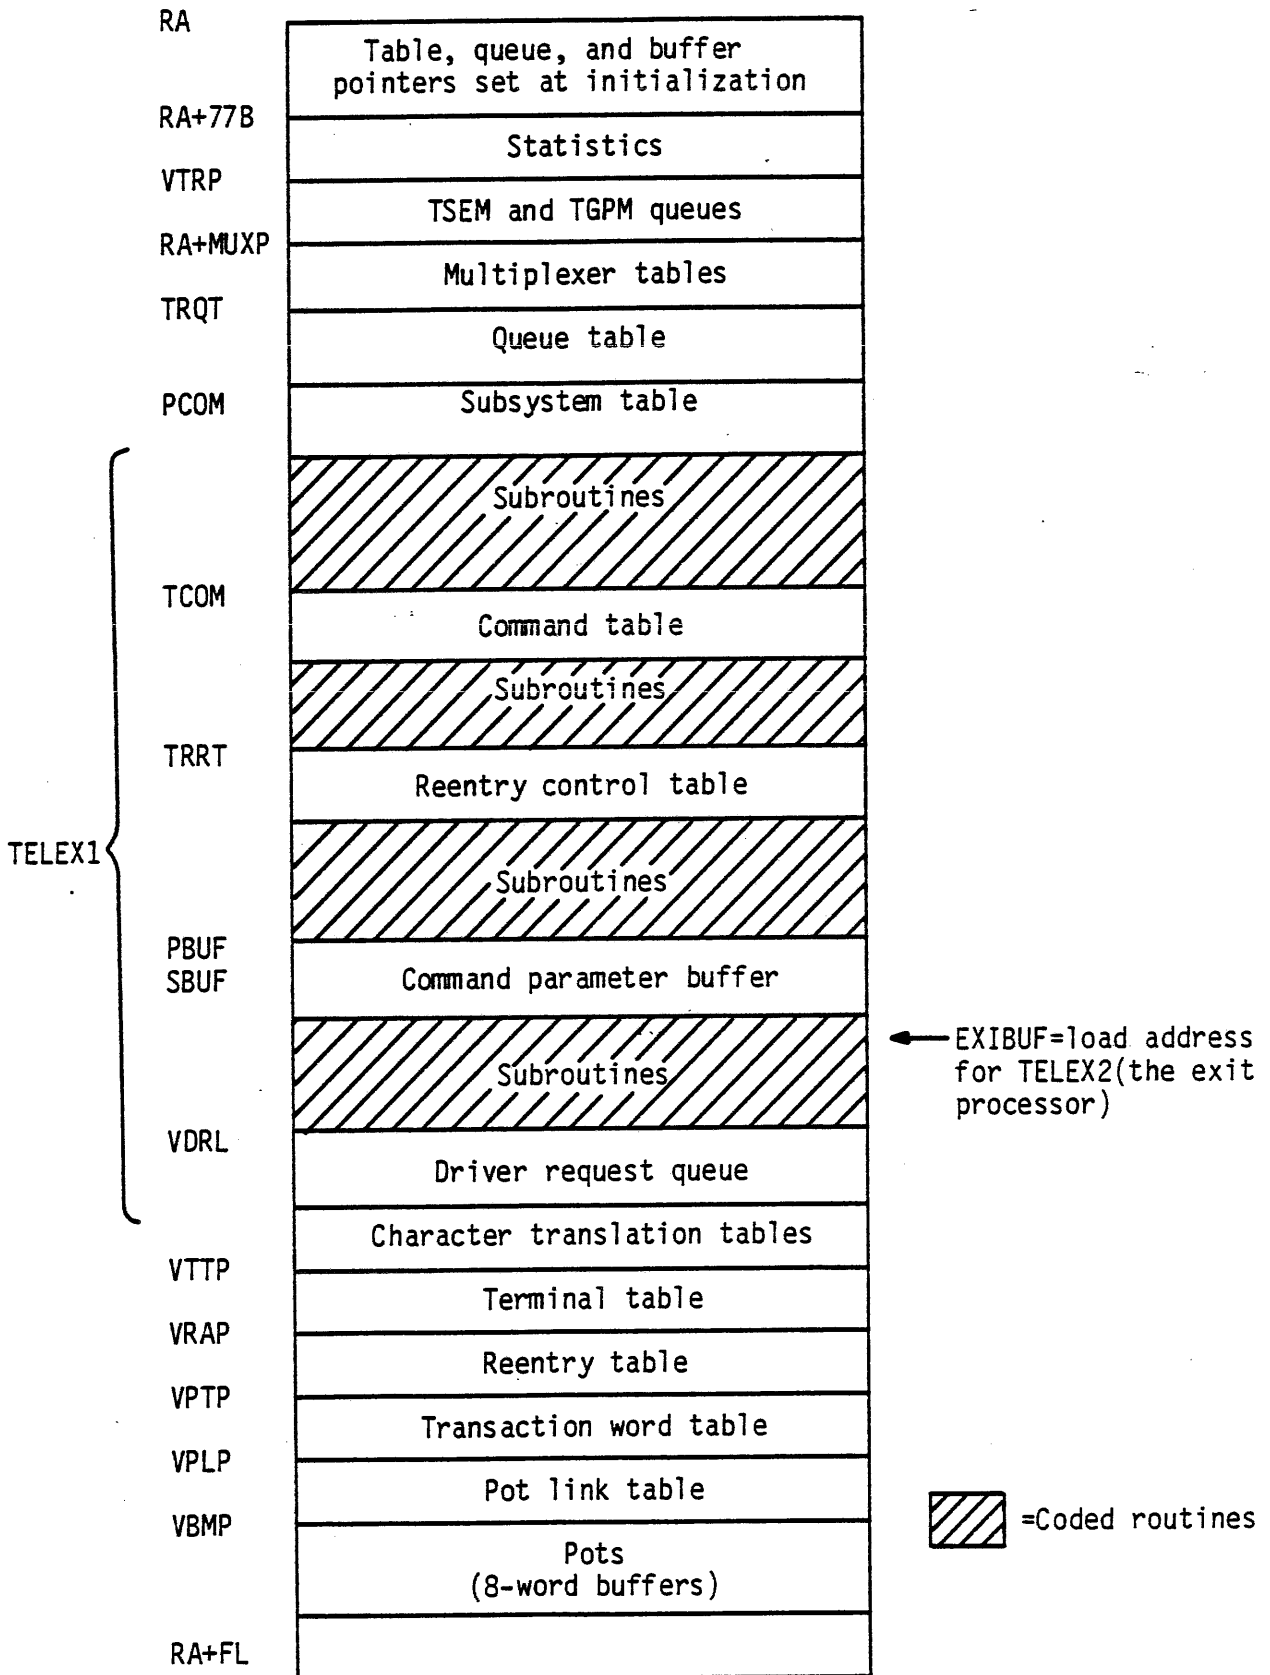 RA
Table, queue, and buffer
pointers set at initialization
RA+77B
Statistics
VTRP
TSEM and TGPM queues
RA+MUXP
Multiplexer tables
TRQT
Queue table
PCOM
Subsystem table
Subroutines
TCOM
Command table
Subroutines
TRRT
Reentry control table
TELEX1
Subroutines
PBUF
SBUF
Command parameter buffer
EXIBUF=load address
for TELEX2(the exit
processor)
Subroutines
VDRL
Driver request queue
Character translation tables
VTTP
Terminal table
VRAP
Reentry table
VPTP
Transaction word table
VPLP
Pot link table
VBMP
Pots
(8-word buffers)
=Coded routines
RA+FL